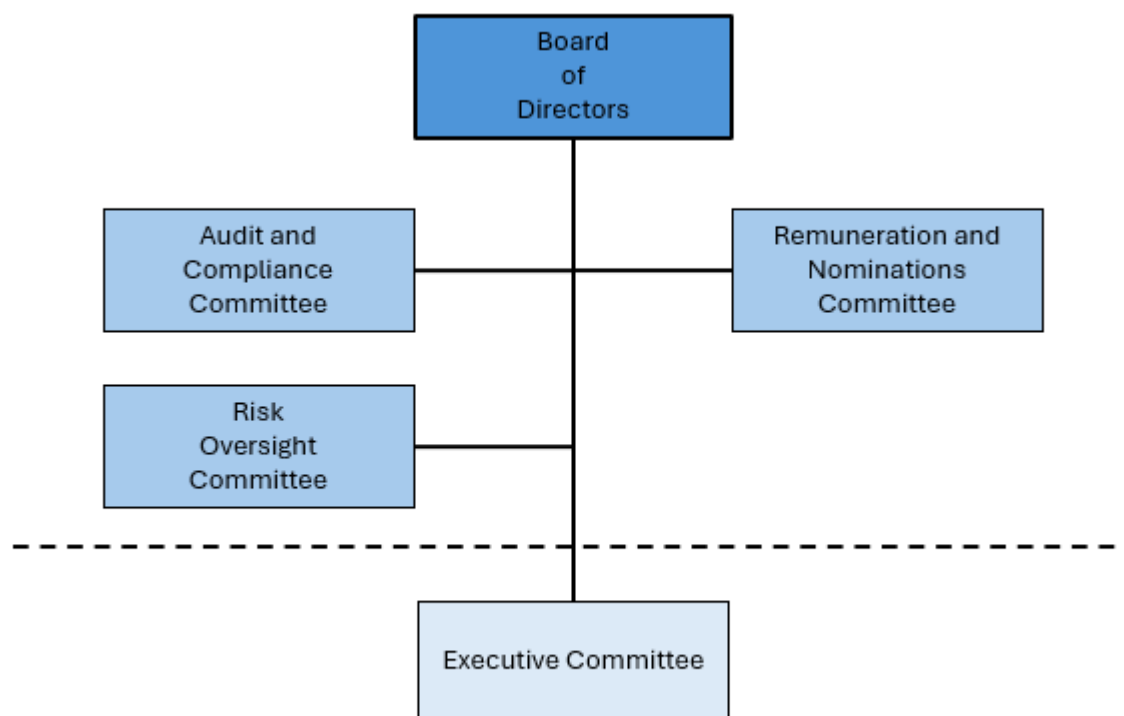 Board
of
Directors
Audit and
Compliance
Committee
Remuneration and
Nominations
Committee
Risk
Oversight
Committee
Executive Committee